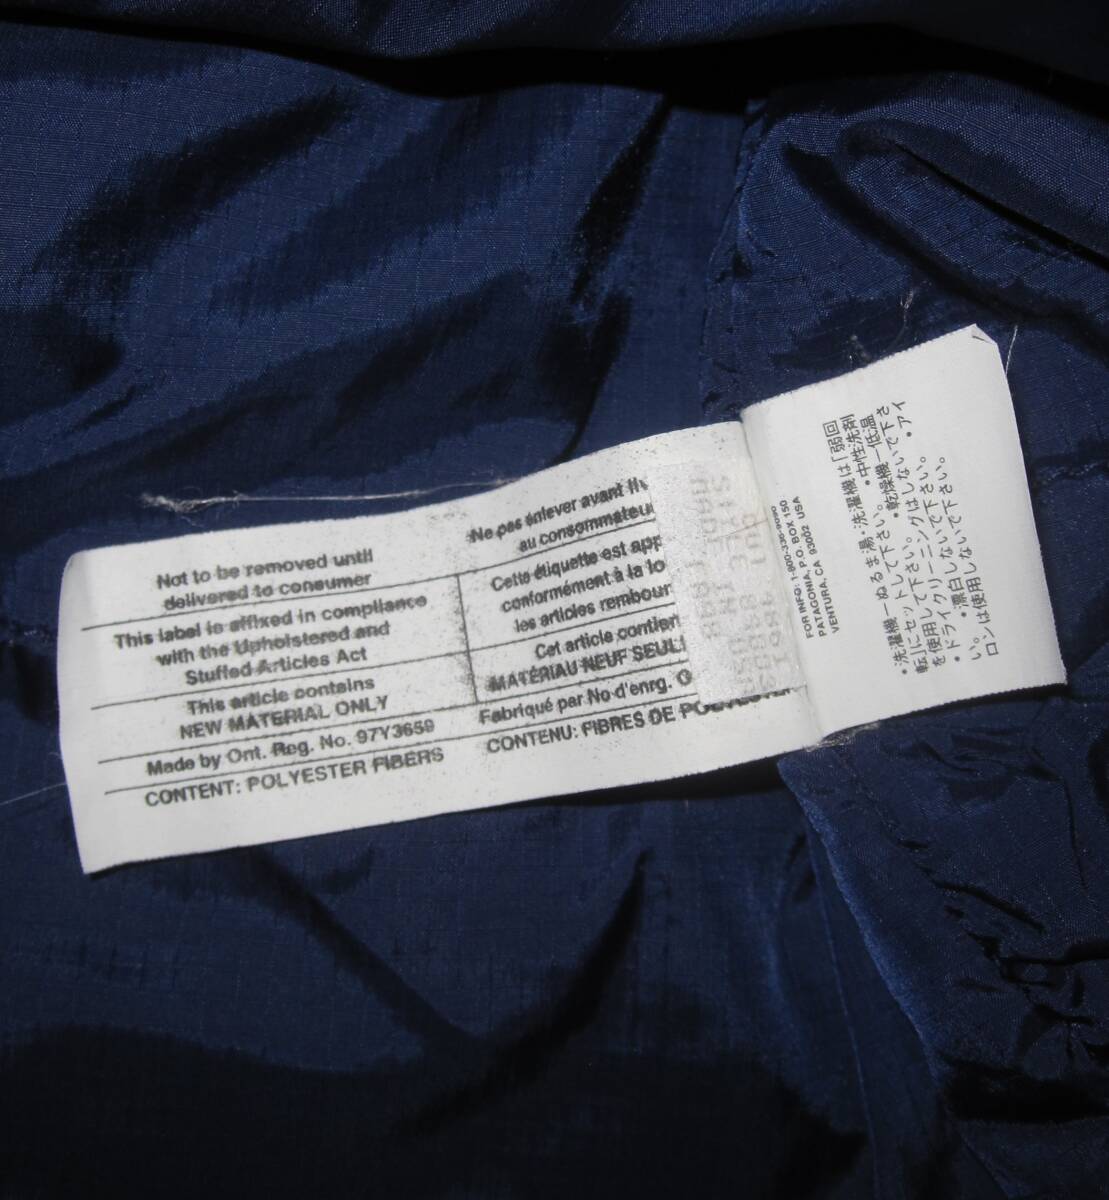 Not to be removed until
delivered to consumer
This label is affixed in compliance
with the Upholstered and
Stuffed Articles Act
This article contains
NEW MATERIAL ONLY
Made by Ont. Reg. No. 97Y3659
CONTENT: POLYESTER FIBERS
Ne pas enlever avant
au consommateur
Cette étiquette est
conformément à la
les articles
Cet article contient
MATÉRIAU NEUF
Fabriqué par No d'enrg.
CONTENU: FIBRES DE
FOR INFO: 1-800-336-9090
PATAGONIA, P.O. BOX 150
VENTURA, CA 93002 USA
・洗濯機ーぬるま湯・洗濯機は「弱回
転」にセットして下さい。・中性洗剤
を使用して下さい。・乾燥機ー低温
・ドライクリーニングはしないで下さ
い。・漂白しないで下さい。・アイ
ロンは使用しないで下さい。